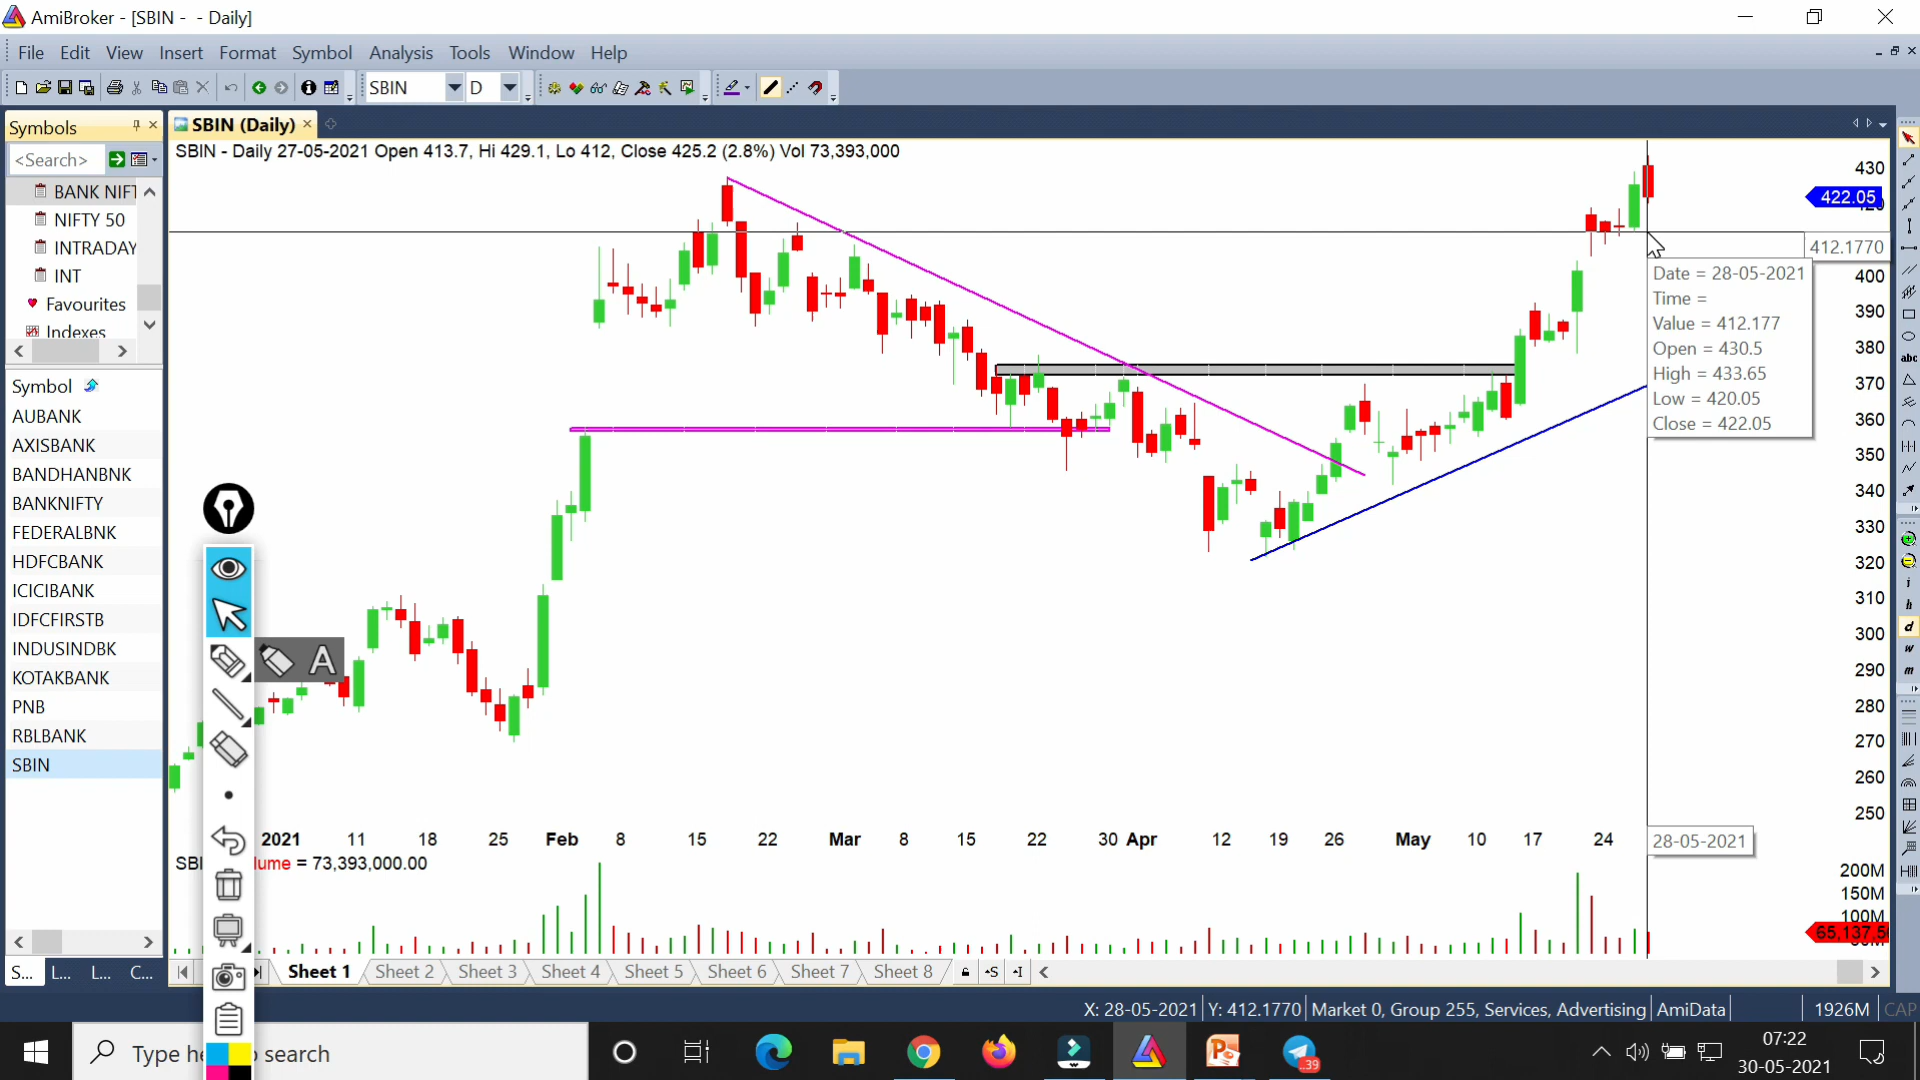 AmiBroker - [SBIN -  - Daily]
File Edit View Insert Format Symbol Analysis Tools Window Help
SBIN D
Symbols
SBIN (Daily)
<Search>
SBIN - Daily 27-05-2021 Open 413.7, Hi 429.1, Lo 412, Close 425.2 (2.8%) Vol 73,393,000
BANK NIFT
NIFTY 50
INTRADAY
INT
Favourites
Indexes
Symbol
AUBANK
AXISBANK
BANDHANBNK
BANKNIFTY
FEDERALBNK
HDFCBANK
ICICIBANK
IDFCFIRSTB
INDUSINDBK
KOTAKBANK
PNB
RBLBANK
SBIN
430
422.05
412.1770
400
390
380
370
360
350
340
330
320
310
300
290
280
270
260
250
Date = 28-05-2021
Time =
Value = 412.177
Open = 430.5
High = 433.65
Low = 420.05
Close = 422.05
A
abc
i
h
d
w
m
2021 11 18 25 Feb 8 15 22 Mar 8 15 22 30 Apr 12 19 26 May 10 17 24 28-05-2021
SBI lume = 73,393,000.00
200M
150M
100M
65,137,5
S... L... L... C...
Sheet 1 Sheet 2 Sheet 3 Sheet 4 Sheet 5 Sheet 6 Sheet 7 Sheet 8
X: 28-05-2021 Y: 412.1770 Market 0, Group 255, Services, Advertising AmiData 1926M CAP
Type he o search
..39
07:22
30-05-2021